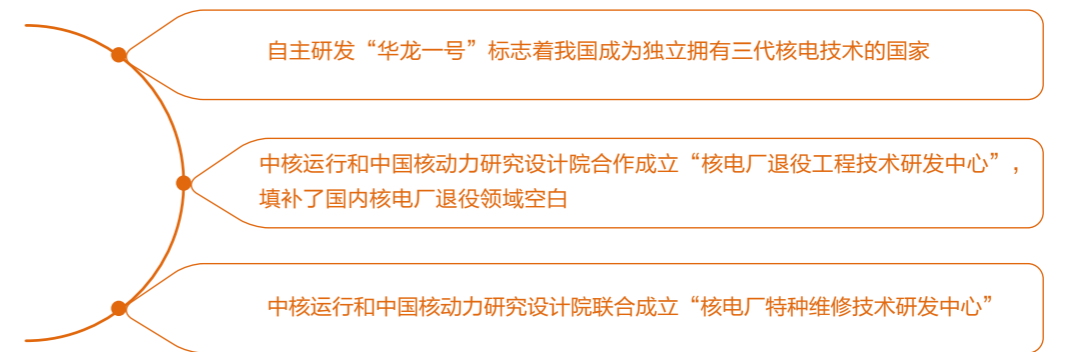 自主研发“华龙一号”标志着我国成为独立拥有三代核电技术的国家
中核运行和中国核动力研究设计院合作成立“核电厂退役工程技术研发中心”，
填补了国内核电厂退役领域空白
中核运行和中国核动力研究设计院联合成立“核电厂特种维修技术研发中心”